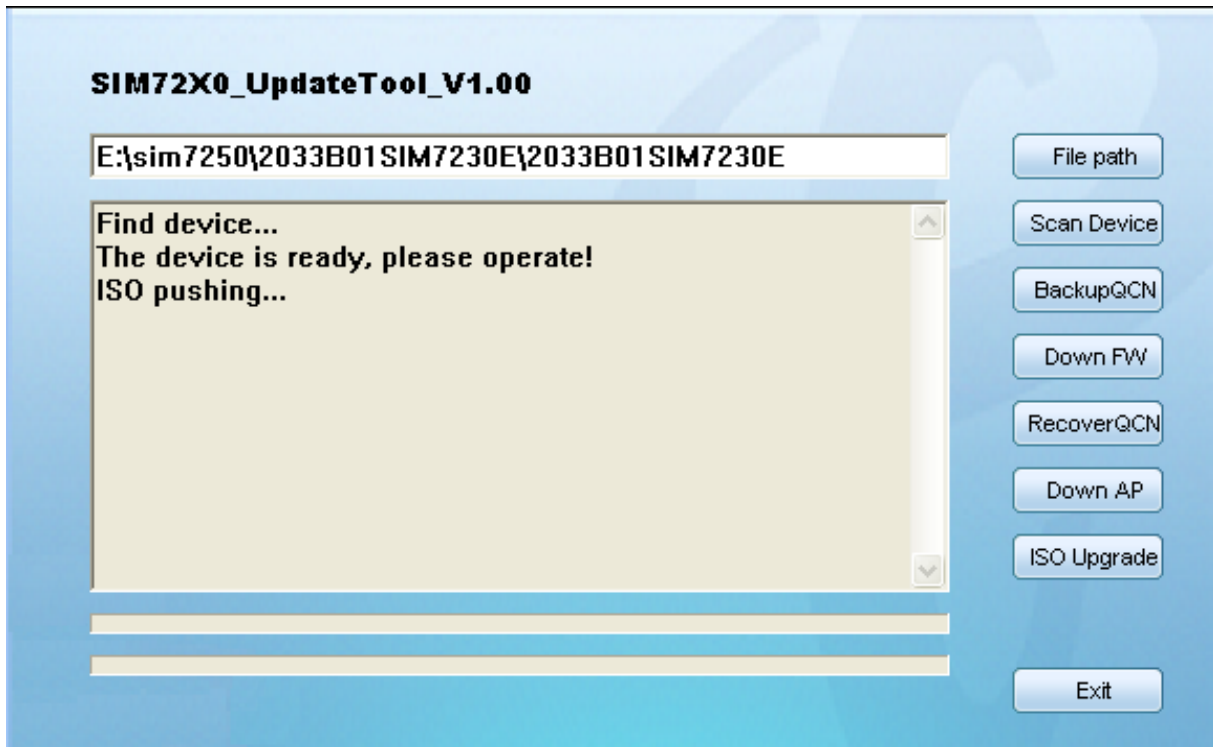 SIM72X0_UpdateTool_V1.00
E:\sim7250\2033B01SIM7230E\2033B01SIM7230E
File path
Find device...
The device is ready, please operate!
ISO pushing...
Scan Device
BackupQCN
Down FW
RecoverQCN
Down AP
ISO Upgrade
Exit